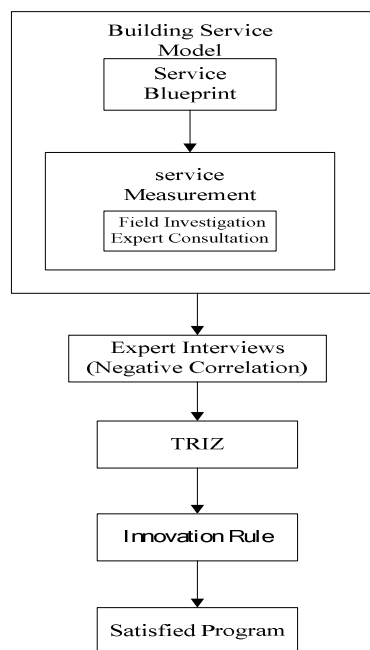 Building Service
Model
Service
Blueprint
service
Measurement
Field Investigation
Expert Consultation
Expert Interviews
(Negative Correlation)
TRIZ
Innovation Rule
Satisfied Program